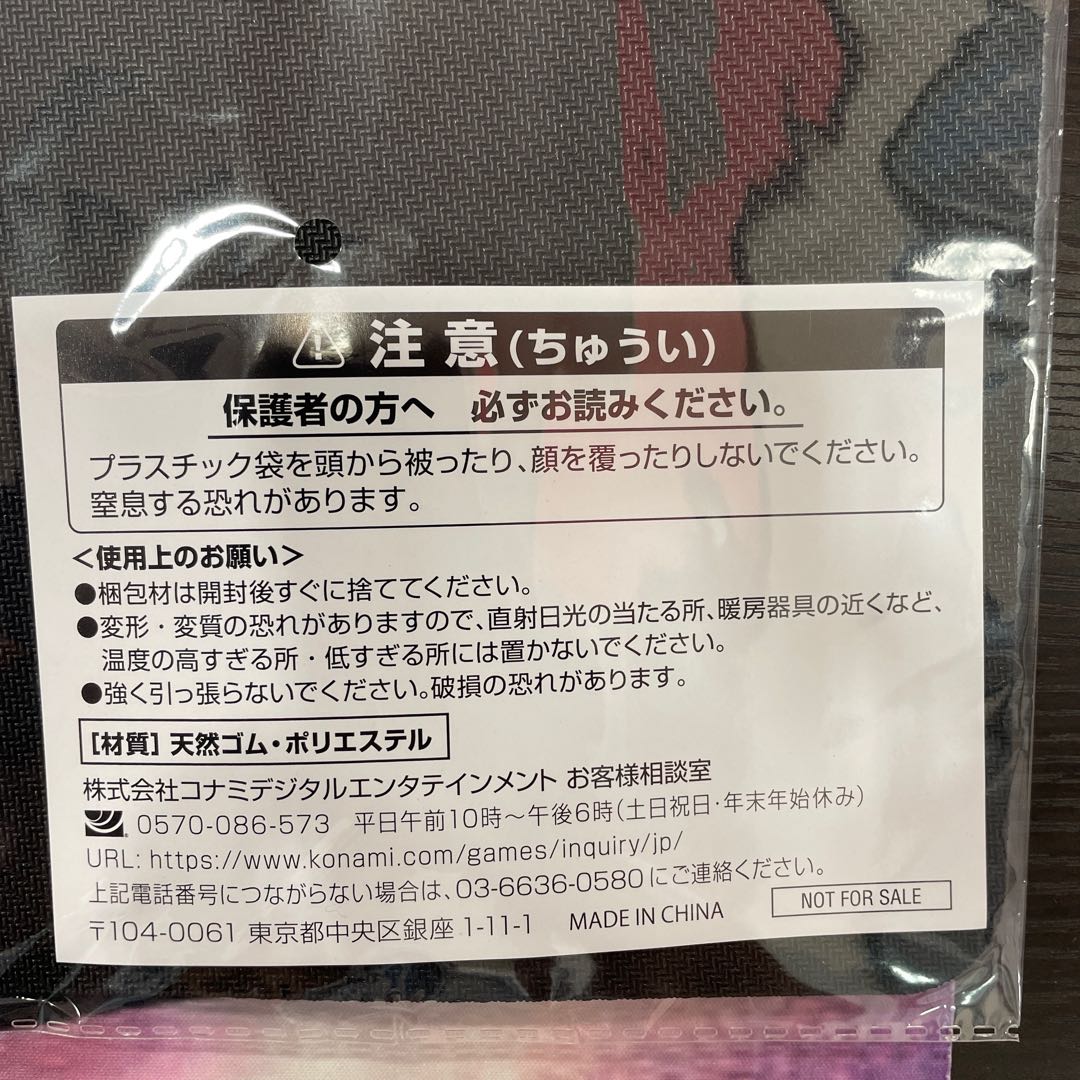 注意(ちゅうい)
保護者の方へ 必ずお読みください。
プラスチック袋を頭から被ったり、顔を覆ったりしないでください。
窒息する恐れがあります。
<使用上のお願い>
●梱包材は開封後すぐに捨ててください。
●変形・変質の恐れがありますので、直射日光の当たる所、暖房器具の近くなど、
温度の高すぎる所・低すぎる所には置かないでください。
●強く引っ張らないでください。破損の恐れがあります。
[材質] 天然ゴム・ポリエステル
株式会社コナミデジタルエンタテインメント お客様相談室
0570-086-573 平日午前10時～午後6時(土日祝日・年末年始休み)
URL: https://www.konami.com/games/inquiry/jp/
上記電話番号につながらない場合は、03-6636-0580にご連絡ください。
〒104-0061 東京都中央区銀座 1-11-1 MADE IN CHINA NOT FOR SALE